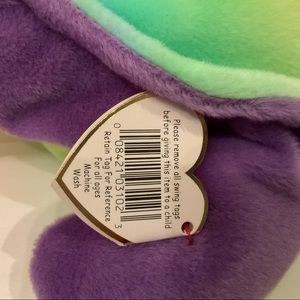 Please remove all swing tags
before giving this item to a child
0 08421 03102 3
Retain Tag For Reference
For all ages
Machine
Wash